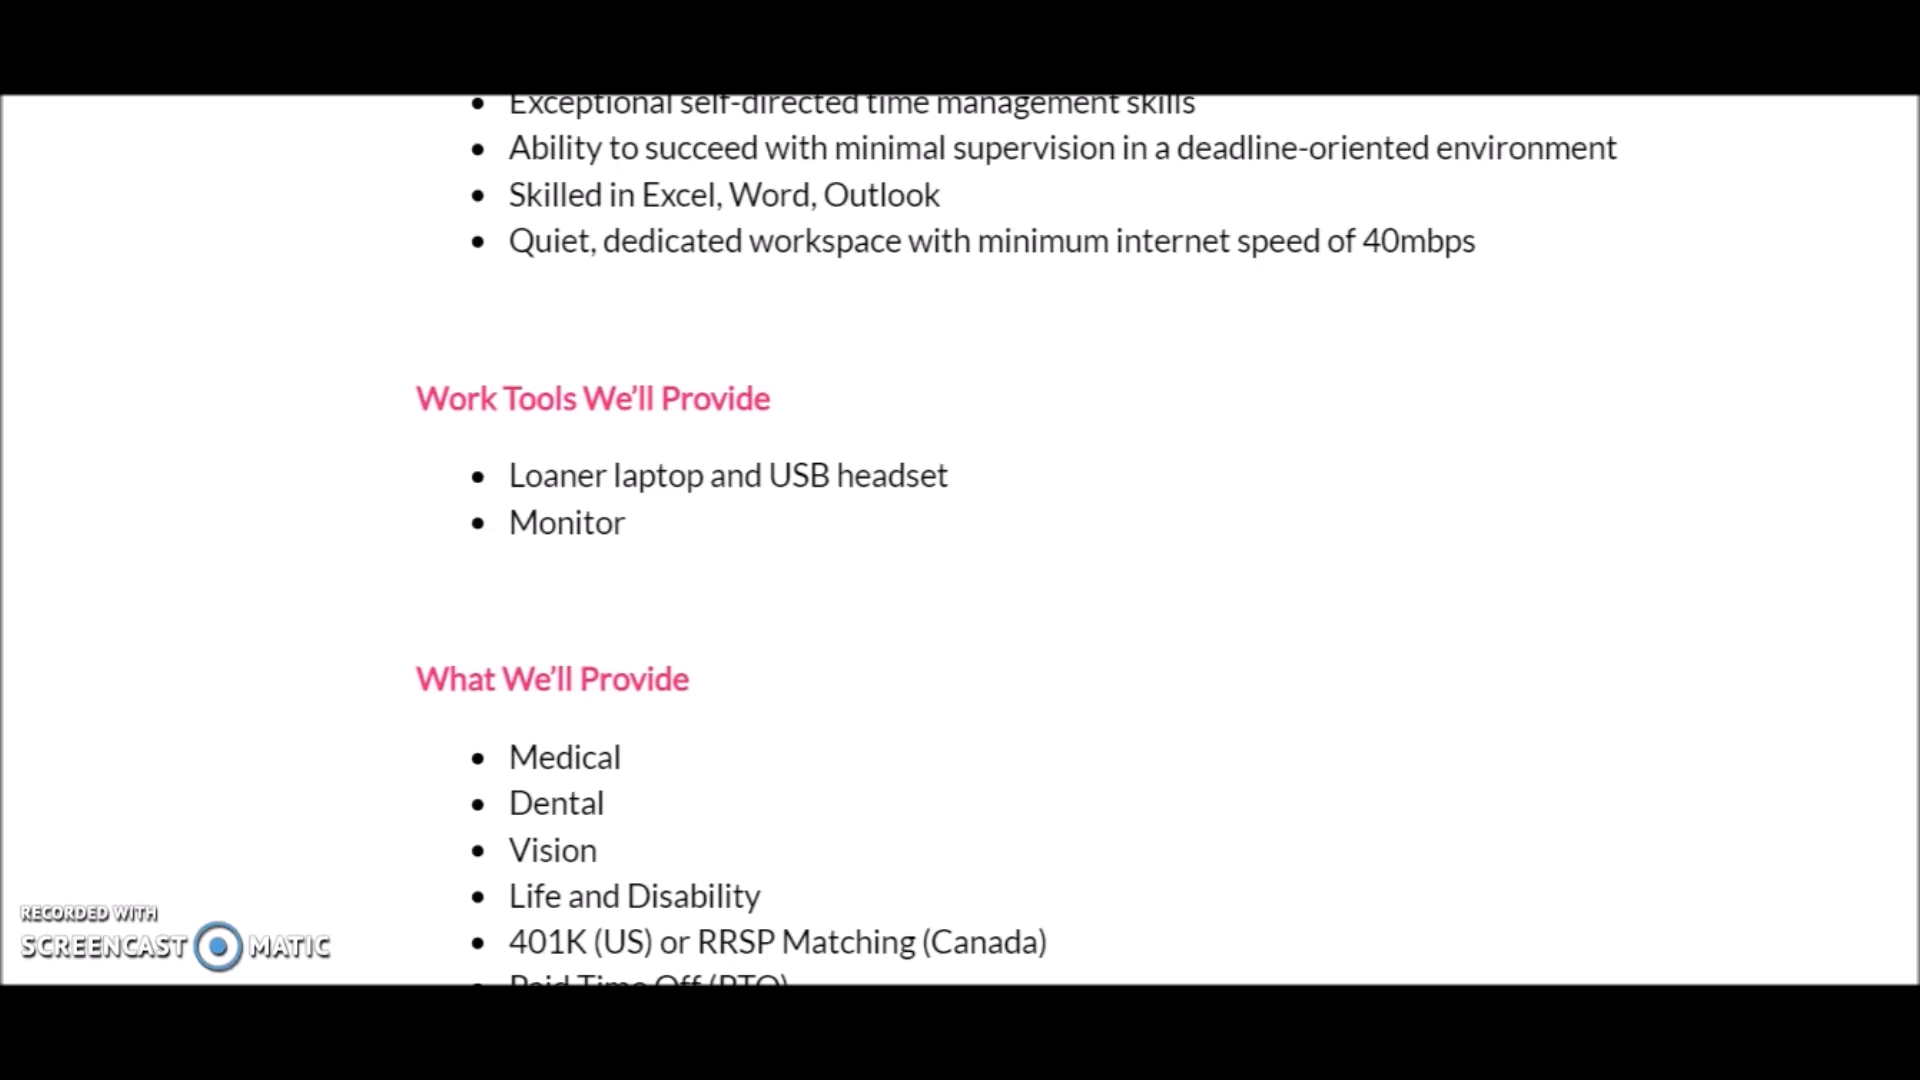 Exceptional self-directed time management skills
Ability to succeed with minimal supervision in a deadline-oriented environment
Skilled in Excel, Word, Outlook
Quiet, dedicated workspace with minimum internet speed of 40mbps
Work Tools We'll Provide
Loaner laptop and USB headset
Monitor
What We'll Provide
Medical
Dental
Vision
Life and Disability
401K (US) or RRSP Matching (Canada)
Paid Time Off (PTO)
RECORDED WITH
SCREENCAST MATIC